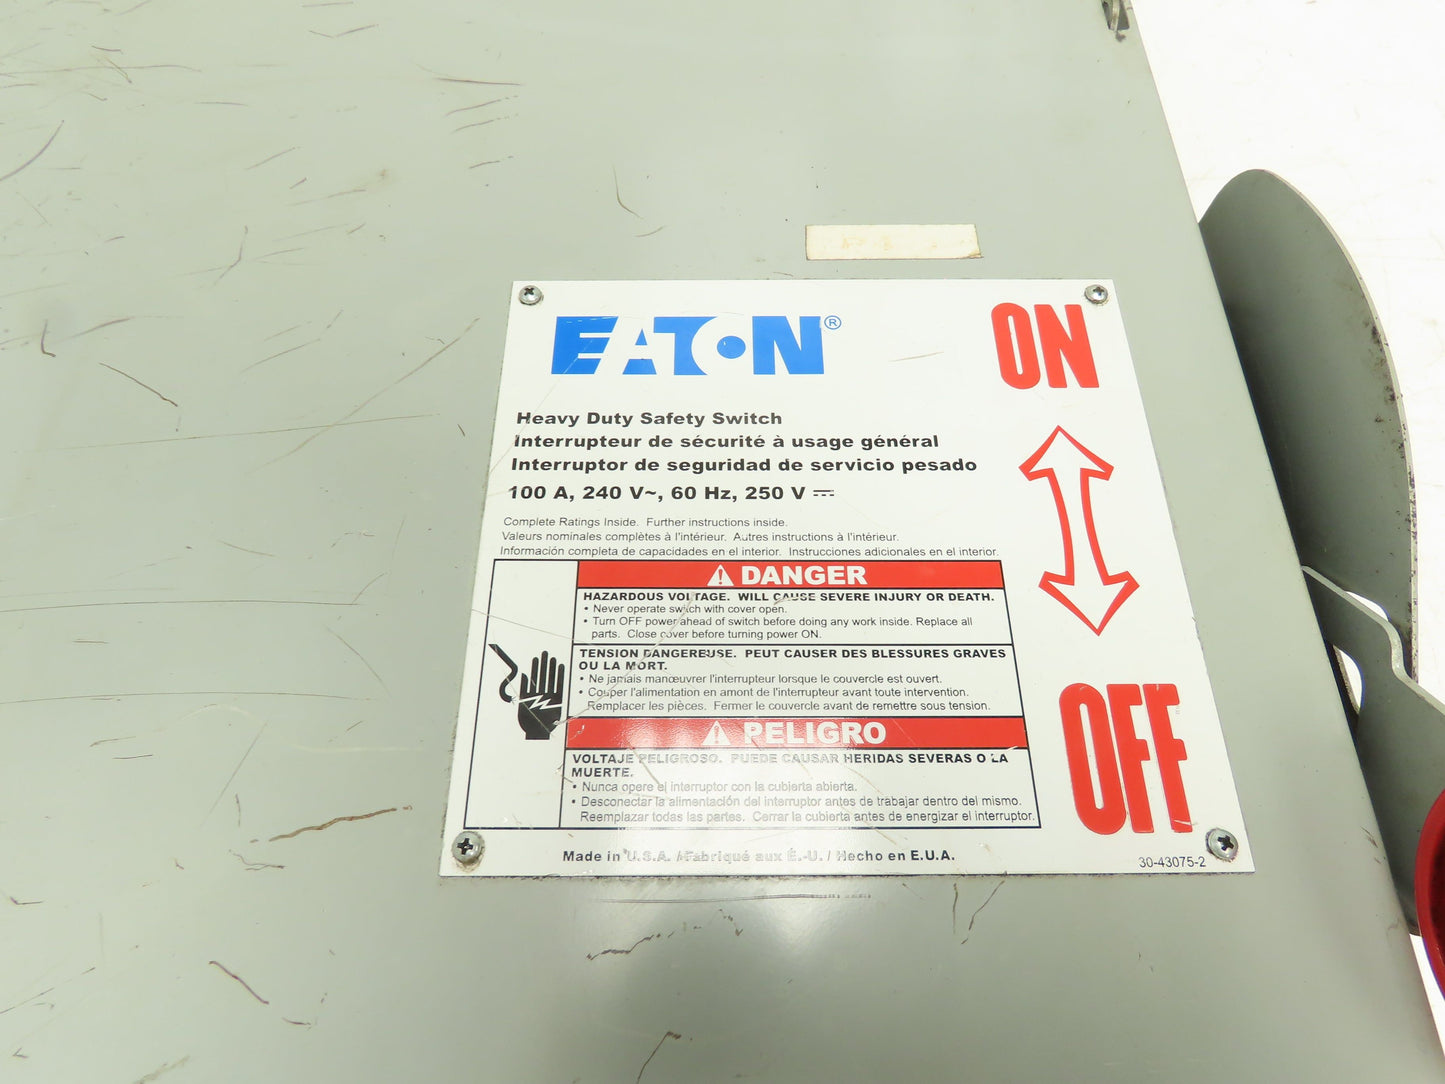 EATON®
ON
Heavy Duty Safety Switch
Interrupteur de sécurité à usage général
Interruptor de seguridad de servicio pesado
100 A, 240 V~, 60 Hz, 250 V ⎓
Complete Ratings Inside. Further instructions inside.
Valeurs nominales complètes à l'intérieur. Autres instructions à l'intérieur.
Información completa de capacidades en el interior. Instrucciones adicionales en el interior.
⚠ DANGER
HAZARDOUS VOLTAGE. WILL CAUSE SEVERE INJURY OR DEATH.
• Never operate switch with cover open.
• Turn OFF power ahead of switch before doing any work inside. Replace all
parts. Close cover before turning power ON.
TENSION DANGEREUSE. PEUT CAUSER DES BLESSURES GRAVES
OU LA MORT.
• Ne jamais manœuvrer l'interrupteur lorsque le couvercle est ouvert.
• Couper l'alimentation en amont de l'interrupteur avant toute intervention.
Remplacer les pièces. Fermer le couvercle avant de remettre sous tension.
⚠ PELIGRO
VOLTAJE PELIGROSO. PUEDE CAUSAR HERIDAS SEVERAS O LA
MUERTE.
• Nunca opere el interruptor con la cubierta abierta.
• Desconectar la alimentación del interruptor antes de trabajar dentro del mismo.
Reemplazar todas las partes. Cerrar la cubierta antes de energizar el interruptor.
OFF
Made in U.S.A. / Fabriqué aux É.-U. / Hecho en E.U.A.
30-43075-2